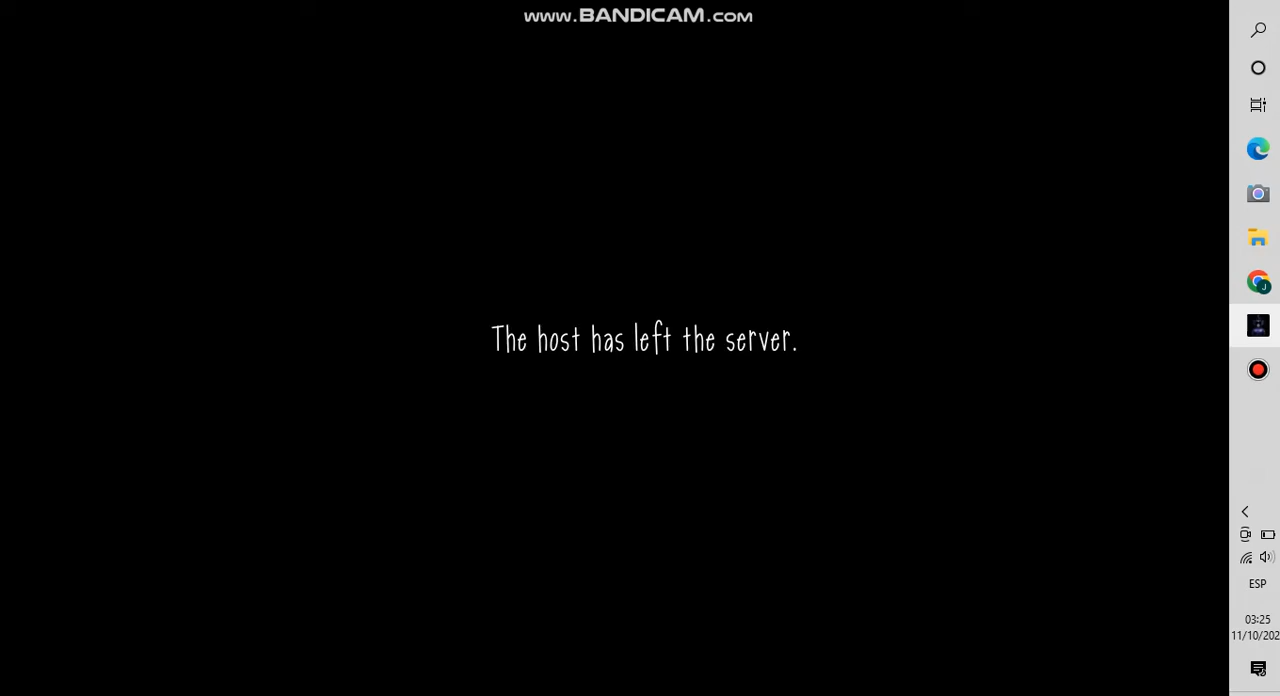 www.BANDICAM.com
The host has left the server.
J
ESP
03:25
11/10/202